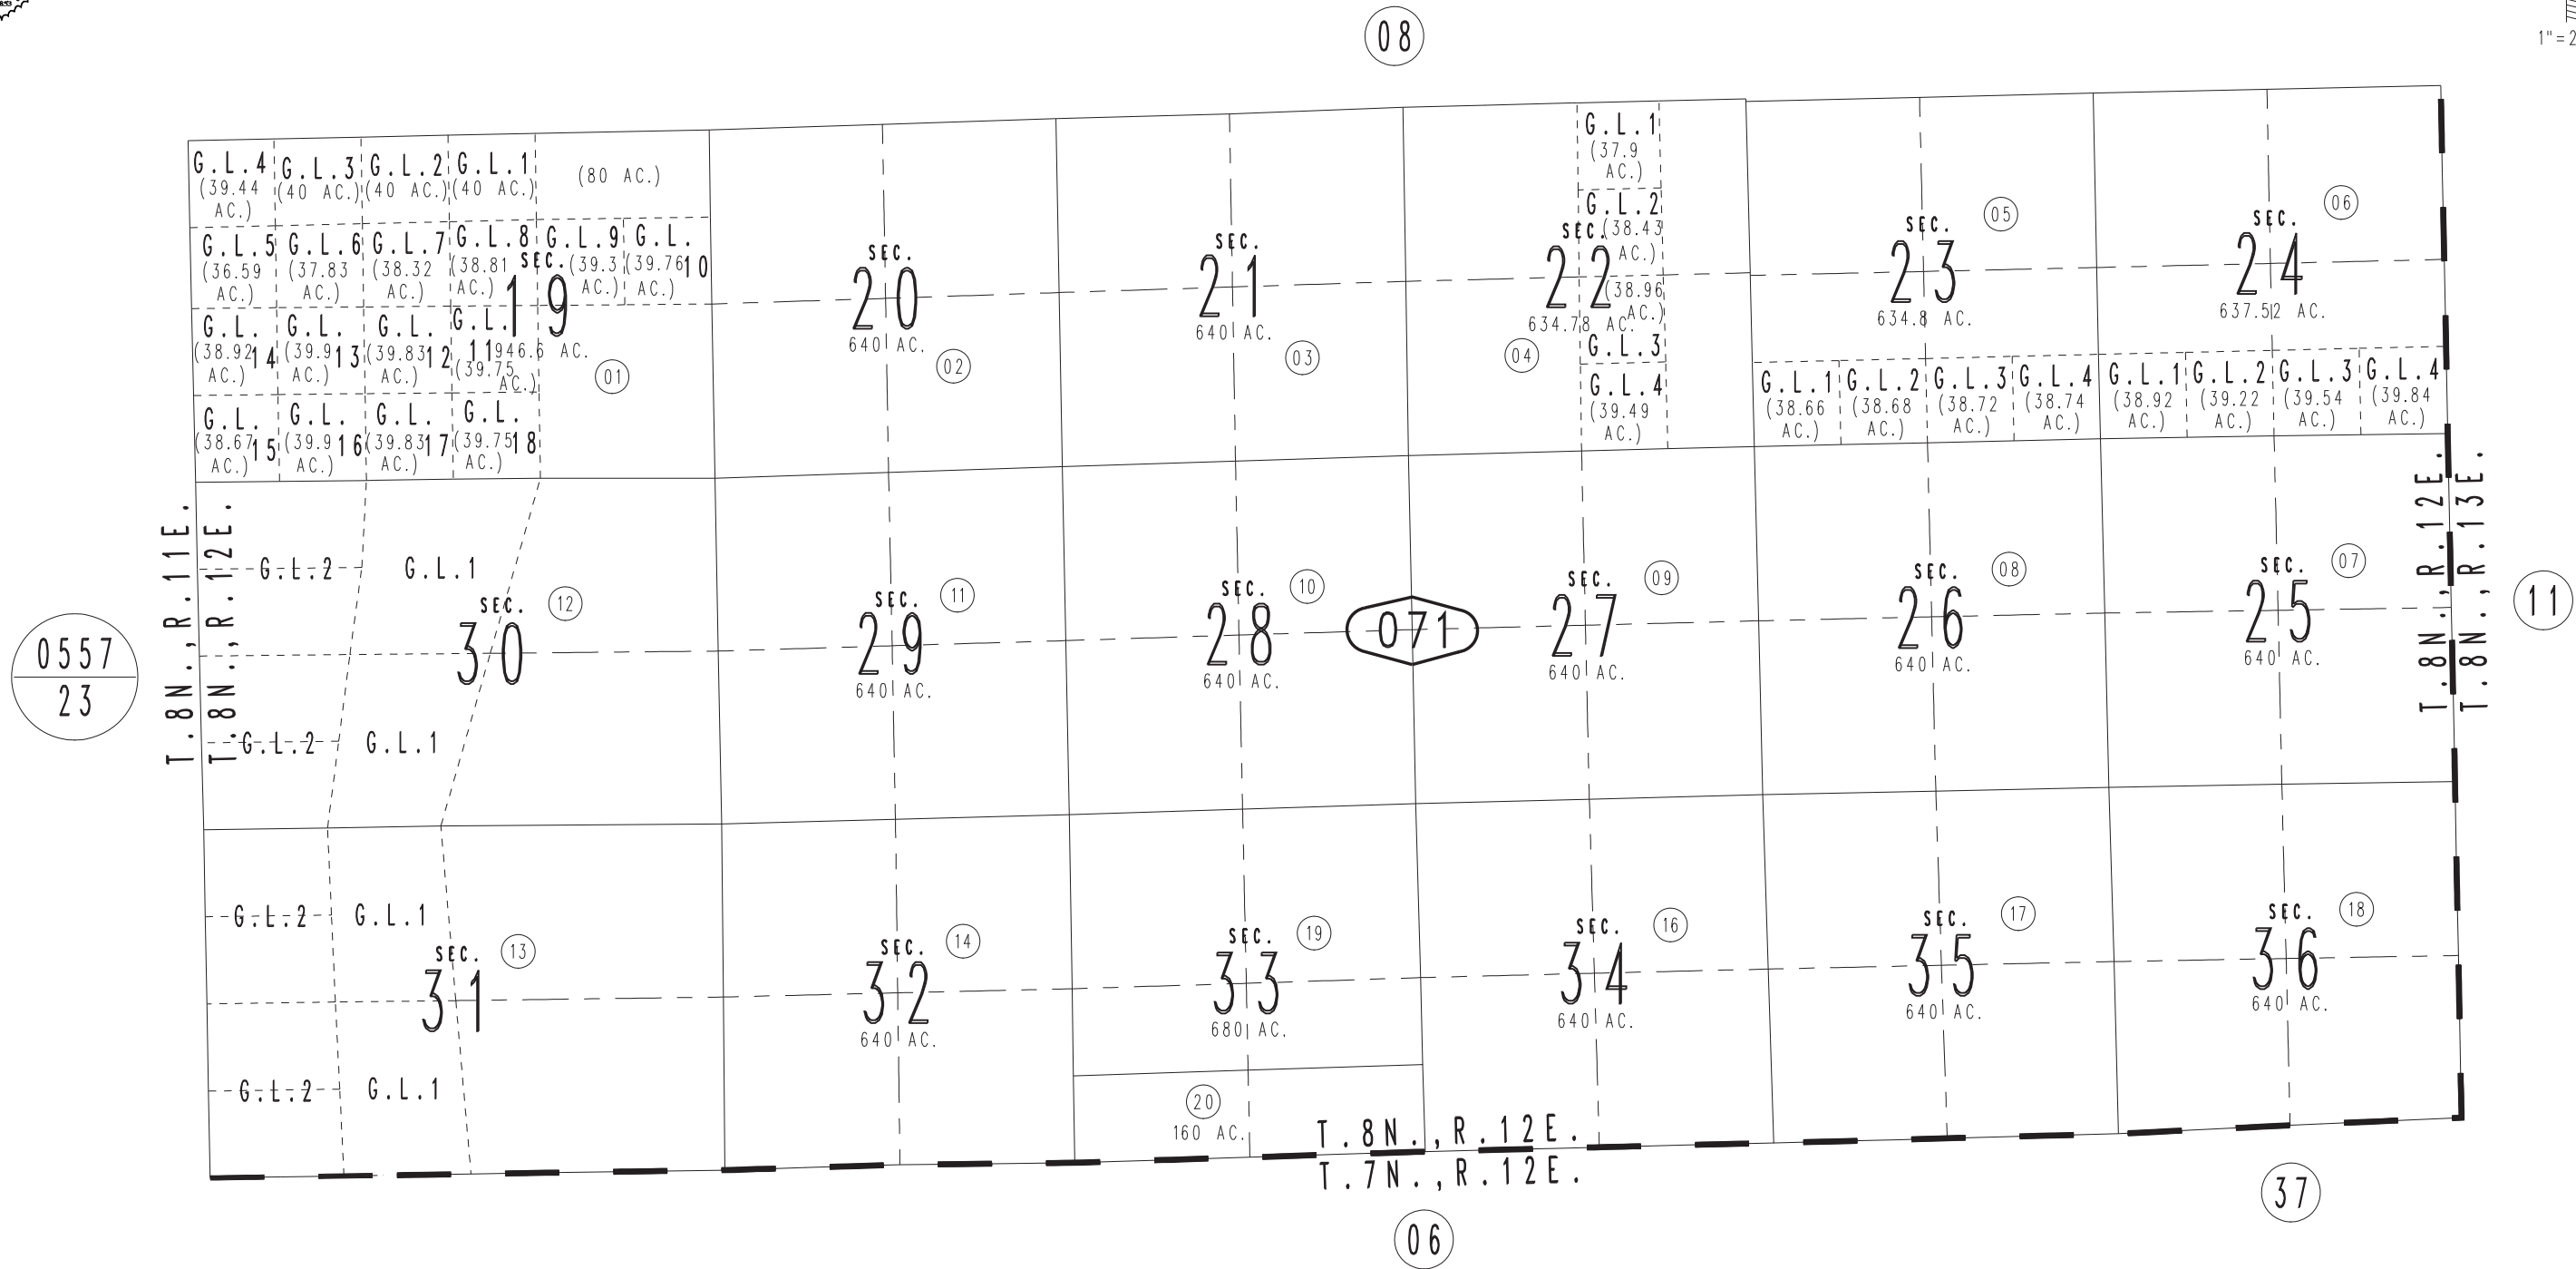 08
1" = 2
G.L.4
(39.44
AC.)
G.L.3
(40 AC.)
G.L.2
(40 AC.)
G.L.1
(40 AC.)
(80 AC.)
G.L.5
(36.59
AC.)
G.L.6
(37.83
AC.)
G.L.7
(38.32
AC.)
G.L.8
(38.81
AC.)
G.L.9
(39.3
AC.)
G.L.
10
(39.76
AC.)
SEC.
19
946.6 AC.
01
G.L.
14
(38.92
AC.)
G.L.
13
(39.9
AC.)
G.L.
12
(39.83
AC.)
G.L.
11
(39.75
AC.)
G.L.
15
(38.67
AC.)
G.L.
16
(39.9
AC.)
G.L.
17
(39.83
AC.)
G.L.
18
(39.75
AC.)
SEC.
20
640 AC.
02
SEC.
21
640 AC.
03
G.L.1
(37.9
AC.)
G.L.2
(38.43
AC.)
SEC.
22
634.78 AC.
04
(38.96
AC.)
G.L.3
G.L.4
(39.49
AC.)
SEC.
23
634.8 AC.
05
G.L.1
(38.66
AC.)
G.L.2
(38.68
AC.)
G.L.3
(38.72
AC.)
G.L.4
(38.74
AC.)
SEC.
24
637.52 AC.
06
G.L.1
(38.92
AC.)
G.L.2
(39.22
AC.)
G.L.3
(39.54
AC.)
G.L.4
(39.84
AC.)
T.8N.,R.11E.
T.8N.,R.12E.
0557
23
G.L.2
G.L.1
SEC.
30
12
G.L.2
G.L.1
SEC.
29
640 AC.
11
SEC.
28
640 AC.
10
071
SEC.
27
640 AC.
09
SEC.
26
640 AC.
08
SEC.
25
640 AC.
07
T.8N.,R.12E.
T.8N.,R.13E.
11
G.L.2
G.L.1
SEC.
31
13
G.L.2
G.L.1
SEC.
32
640 AC.
14
SEC.
33
680 AC.
19
20
160 AC.
SEC.
34
640 AC.
16
SEC.
35
640 AC.
17
SEC.
36
640 AC.
18
T.8N.,R.12E.
T.7N.,R.12E.
37
06